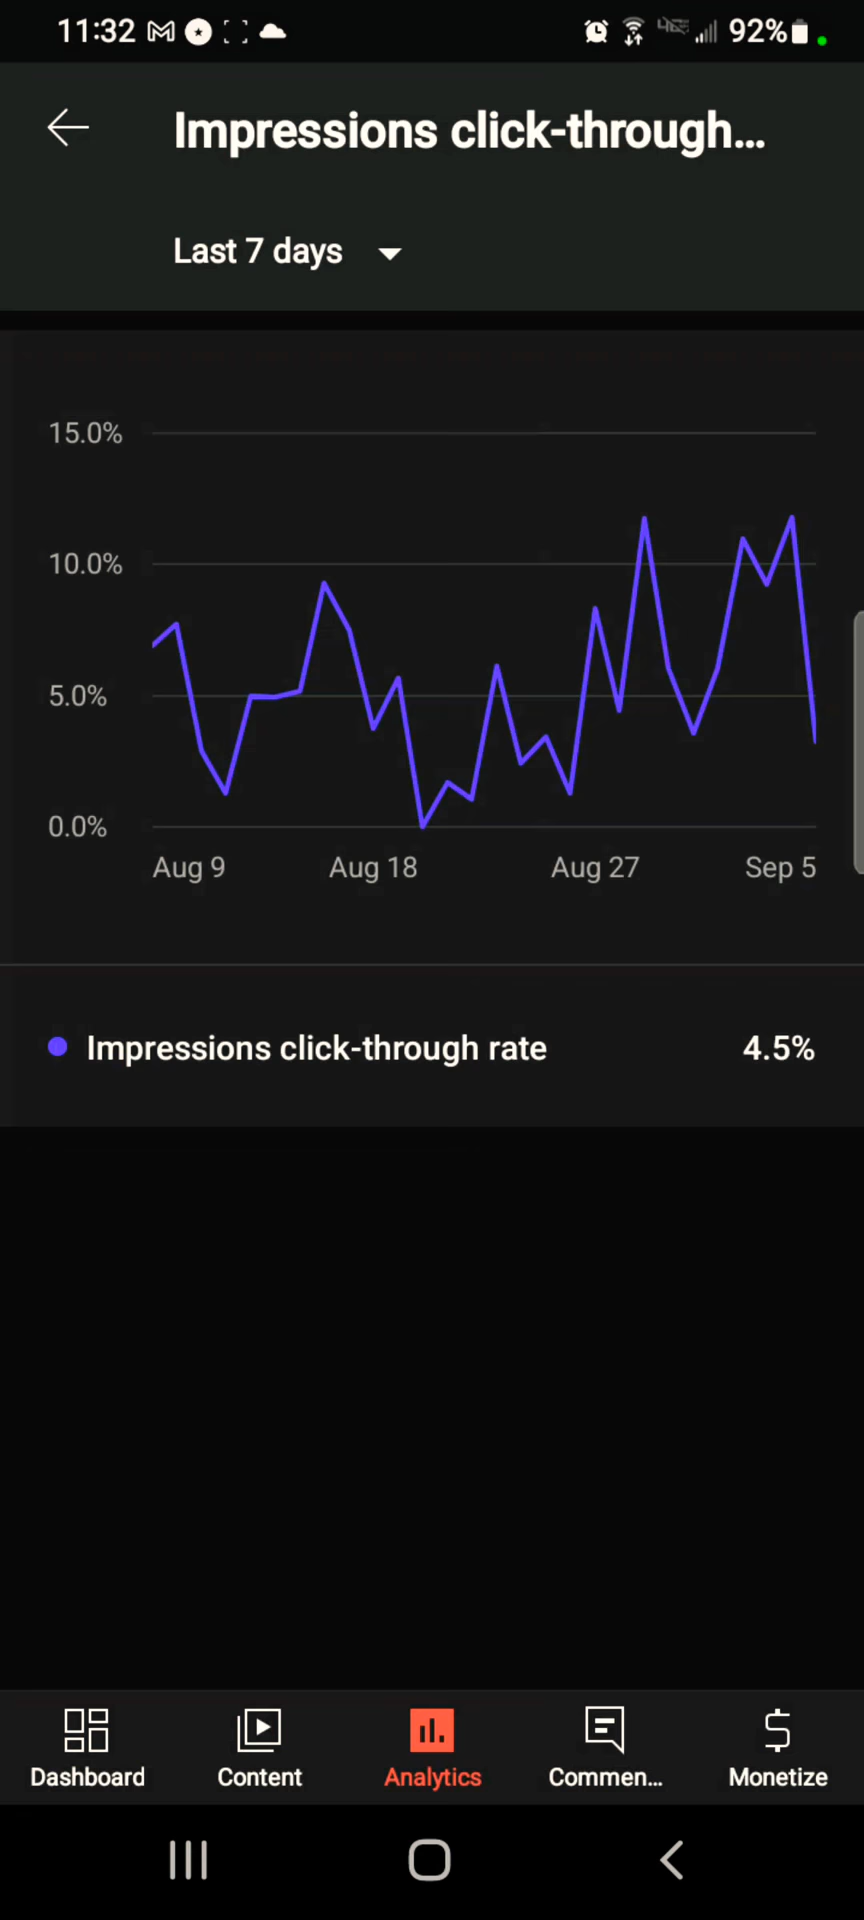 11:32 92%
Impressions click-through...
Last 7 days
15.0%
10.0%
5.0%
0.0%
Aug 9 Aug 18 Aug 27 Sep 5
Impressions click-through rate 4.5%
Dashboard Content Analytics Commen... Monetize